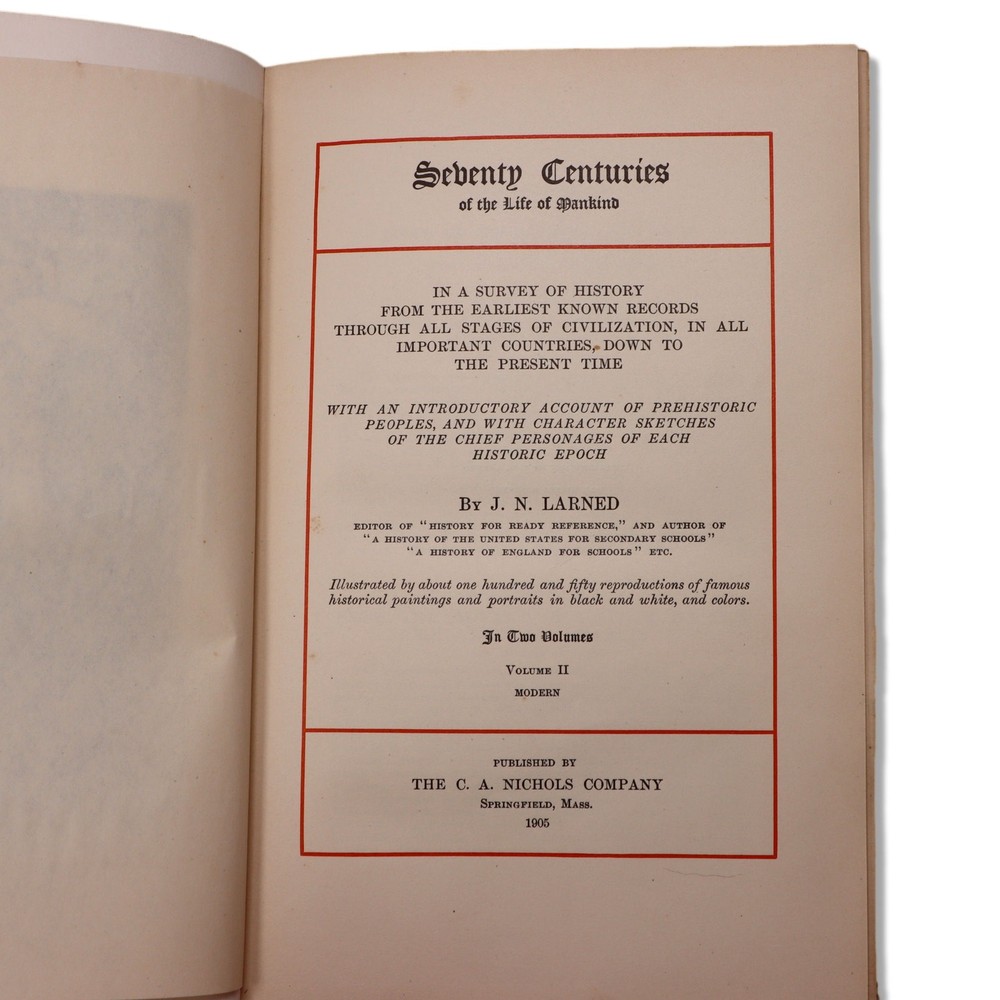 Seventy Centuries
of the Life of Mankind
IN A SURVEY OF HISTORY
FROM THE EARLIEST KNOWN RECORDS
THROUGH ALL STAGES OF CIVILIZATION, IN ALL
IMPORTANT COUNTRIES, DOWN TO
THE PRESENT TIME
WITH AN INTRODUCTORY ACCOUNT OF PREHISTORIC
PEOPLES, AND WITH CHARACTER SKETCHES
OF THE CHIEF PERSONAGES OF EACH
HISTORIC EPOCH
BY J. N. LARNED
EDITOR OF "HISTORY FOR READY REFERENCE," AND AUTHOR OF
"A HISTORY OF THE UNITED STATES FOR SECONDARY SCHOOLS"
"A HISTORY OF ENGLAND FOR SCHOOLS" ETC.
Illustrated by about one hundred and fifty reproductions of famous
historical paintings and portraits in black and white, and colors.
In Two Volumes
VOLUME II
MODERN
PUBLISHED BY
THE C. A. NICHOLS COMPANY
SPRINGFIELD, MASS.
1905